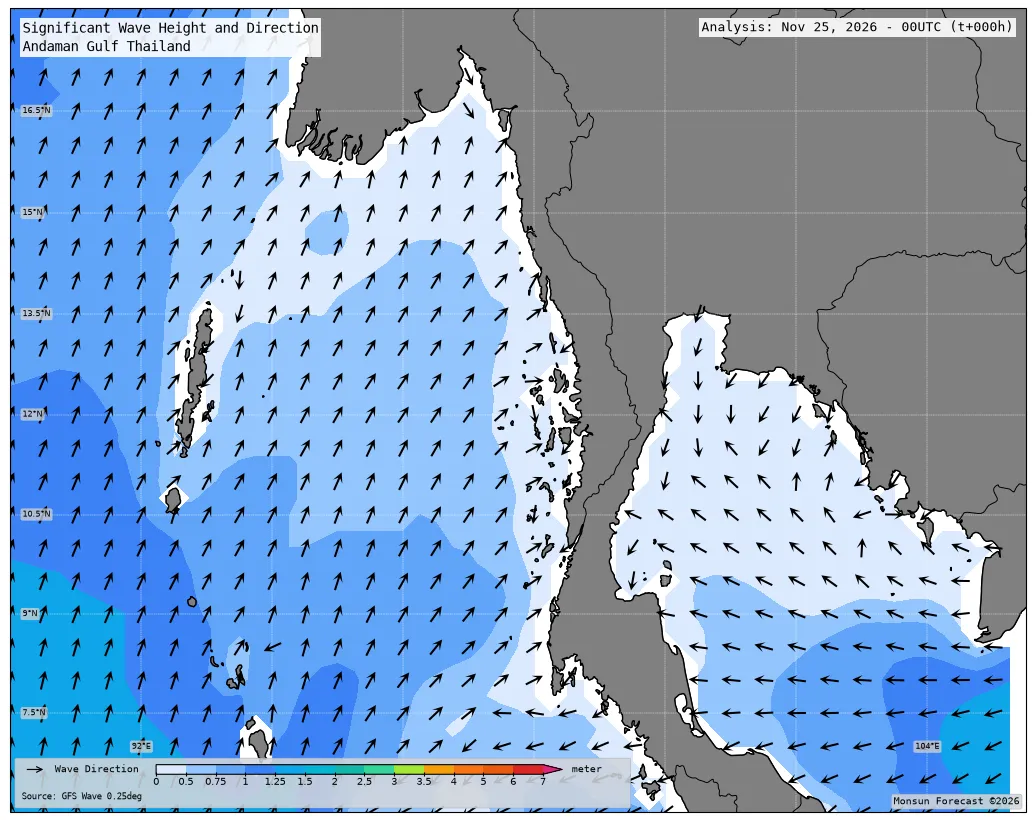 Significant Wave Height and Direction
Andaman Gulf Thailand
Analysis: Nov 25, 2026 - 00UTC (t+000h)
16.5°N
15°N
13.5°N
12°N
10.5°N
9°N
7.5°N
92°E
104°E
Wave Direction
0 0.5 0.75 1 1.25 1.5 2 2.5 3 3.5 4 5 6 7
meter
Source: GFS Wave 0.25deg
Monsun Forecast ©2026